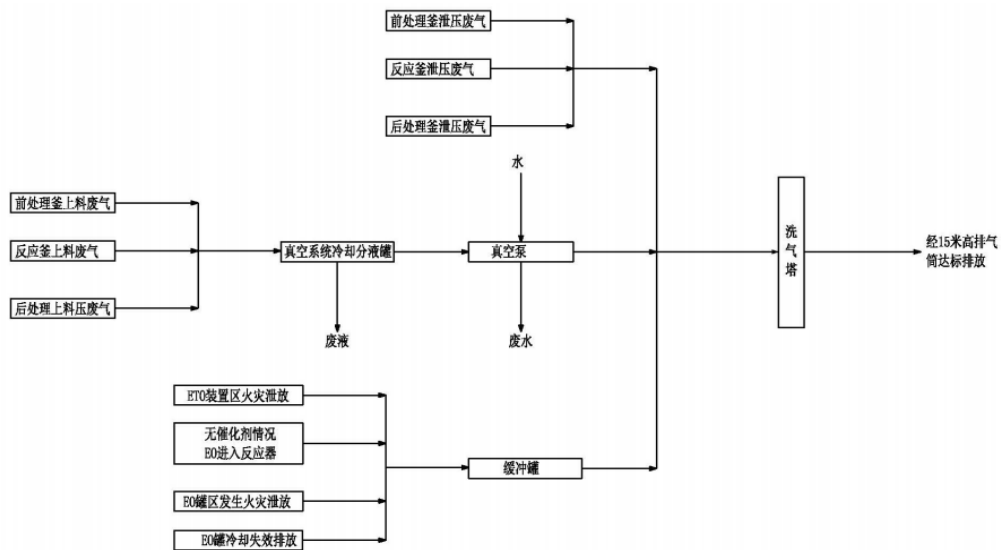 前处理釜泄压废气
反应釜泄压废气
后处理釜泄压废气
水
前处理釜上料废气
反应釜上料废气
后处理上料压废气
真空系统冷却分液罐
真空泵
洗气塔
经15米高排气
筒达标排放
废液
废水
ETO装置区火灾泄放
无催化剂情况
EO进入反应器
缓冲罐
EO罐区发生火灾泄放
EO罐冷却失效排放